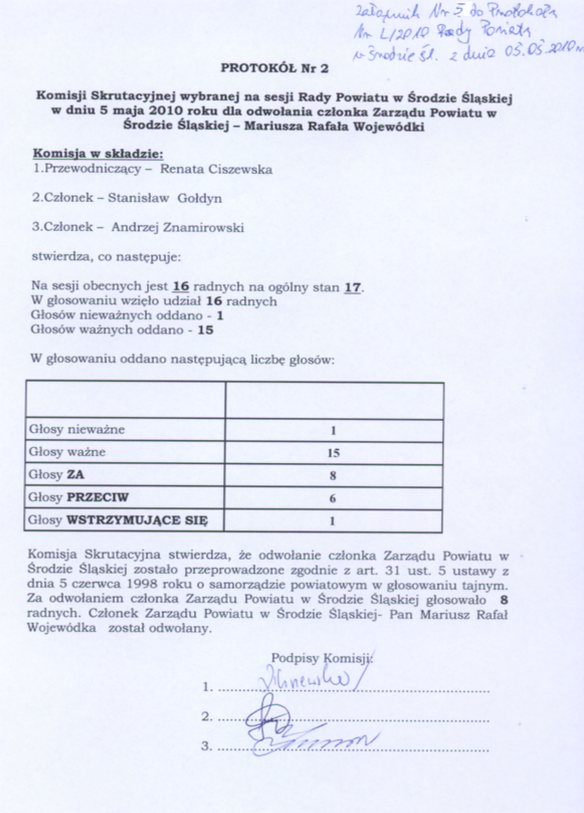 Załącznik Nr 5 do Protokołu
Nr L/2010 Rady Powiatu
w Środzie Śl. z dnia 05.05.2010 r.
PROTOKÓŁ Nr 2
Komisji Skrutacyjnej wybranej na sesji Rady Powiatu w Środzie Śląskiej
w dniu 5 maja 2010 roku dla odwołania członka Zarządu Powiatu w
Środzie Śląskiej – Mariusza Rafała Wojewódki
Komisja w składzie:
1.Przewodniczący – Renata Ciszewska
2.Członek – Stanisław Gołdyn
3.Członek – Andrzej Znamirowski
stwierdza, co następuje:
Na sesji obecnych jest 16 radnych na ogólny stan 17.
W głosowaniu wzięło udział 16 radnych
Głosów nieważnych oddano - 1
Głosów ważnych oddano - 15
W głosowaniu oddano następującą liczbę głosów:
Głosy nieważne 1
Głosy ważne 15
Głosy ZA 8
Głosy PRZECIW 6
Głosy WSTRZYMUJĄCE SIĘ 1
Komisja Skrutacyjna stwierdza, że odwołanie członka Zarządu Powiatu w
Środzie Śląskiej zostało przeprowadzone zgodnie z art. 31 ust. 5 ustawy z
dnia 5 czerwca 1998 roku o samorządzie powiatowym w głosowaniu tajnym.
Za odwołaniem członka Zarządu Powiatu w Środzie Śląskiej głosowało 8
radnych. Członek Zarządu Powiatu w Środzie Śląskiej- Pan Mariusz Rafał
Wojewódka został odwołany.
Podpisy Komisji:
1. ........................................................
2. ........................................................
3. ........................................................